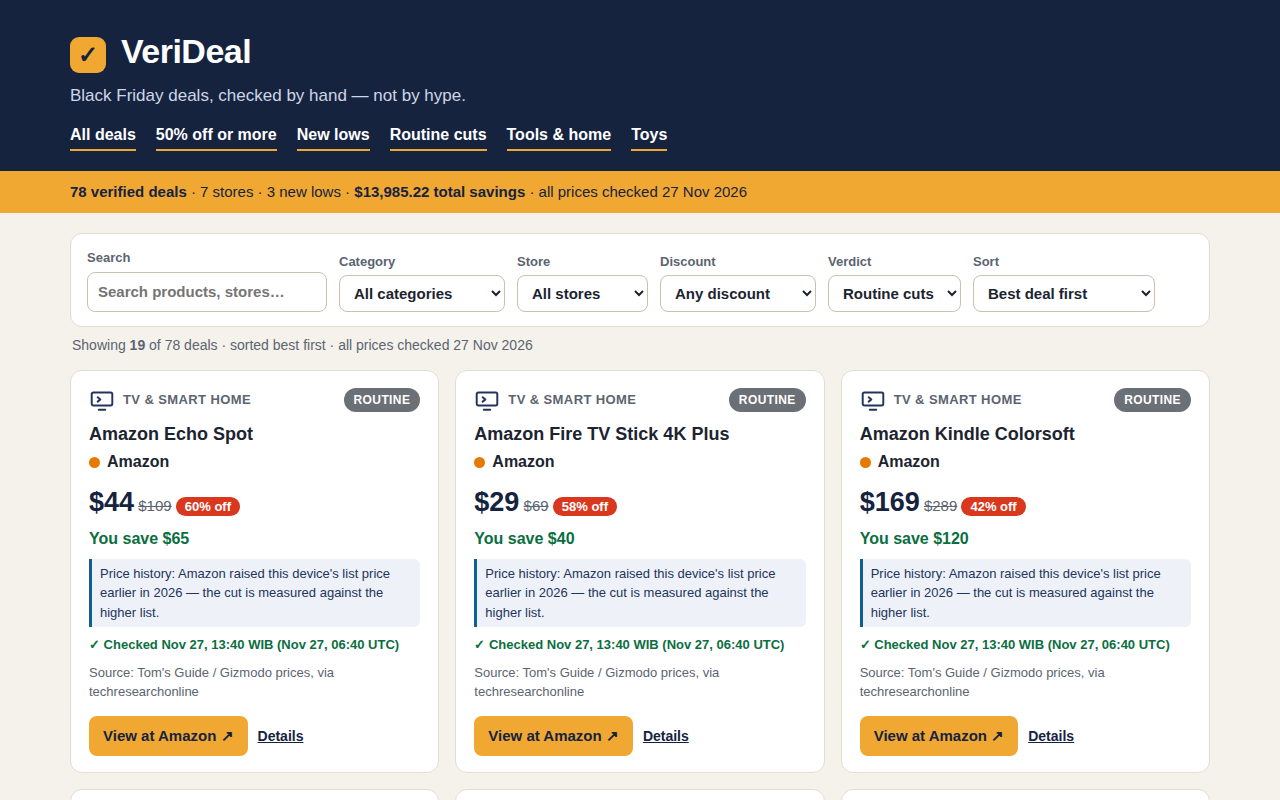 ✓ VeriDeal
Black Friday deals, checked by hand — not by hype.
All deals 50% off or more New lows Routine cuts Tools & home Toys
78 verified deals · 7 stores · 3 new lows · $13,985.22 total savings · all prices checked 27 Nov 2026
Search Category Store Discount Verdict Sort
Search products, stores… All categories All stores Any discount Routine cuts Best deal first
Showing 19 of 78 deals · sorted best first · all prices checked 27 Nov 2026
TV & SMART HOME ROUTINE
Amazon Echo Spot
Amazon
$44 $109 60% off
You save $65
Price history: Amazon raised this device's list price
earlier in 2026 — the cut is measured against the
higher list.
✓ Checked Nov 27, 13:40 WIB (Nov 27, 06:40 UTC)
Source: Tom's Guide / Gizmodo prices, via
techresearchonline
View at Amazon ↗ Details
TV & SMART HOME ROUTINE
Amazon Fire TV Stick 4K Plus
Amazon
$29 $69 58% off
You save $40
Price history: Amazon raised this device's list price
earlier in 2026 — the cut is measured against the
higher list.
✓ Checked Nov 27, 13:40 WIB (Nov 27, 06:40 UTC)
Source: Tom's Guide / Gizmodo prices, via
techresearchonline
View at Amazon ↗ Details
TV & SMART HOME ROUTINE
Amazon Kindle Colorsoft
Amazon
$169 $289 42% off
You save $120
Price history: Amazon raised this device's list price
earlier in 2026 — the cut is measured against the
higher list.
✓ Checked Nov 27, 13:40 WIB (Nov 27, 06:40 UTC)
Source: Tom's Guide / Gizmodo prices, via
techresearchonline
View at Amazon ↗ Details